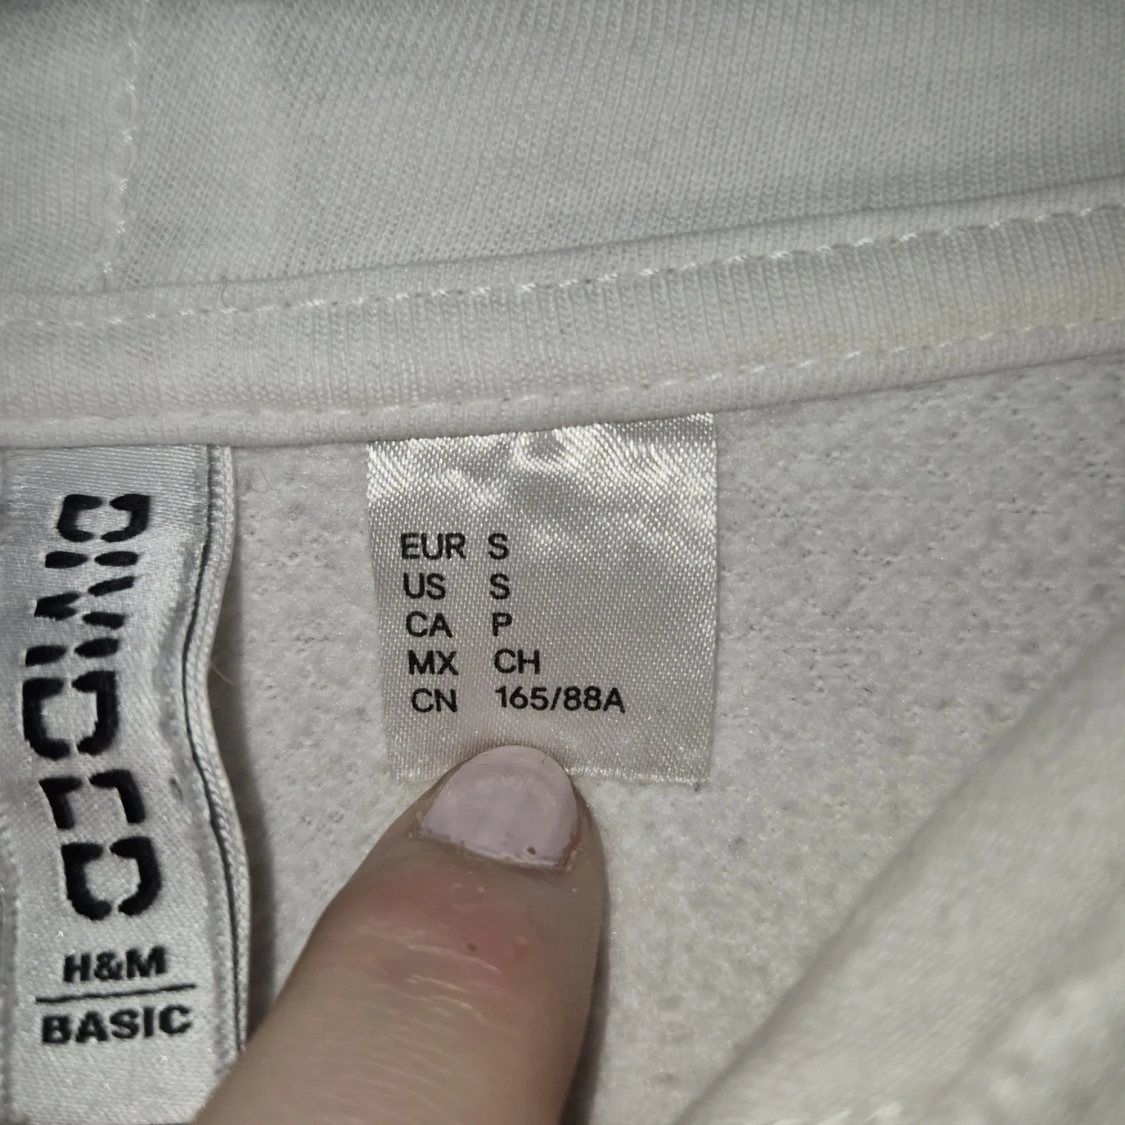 DIVIDED
H&M
BASIC
EUR S
US S
CA P
MX CH
CN 165/88A